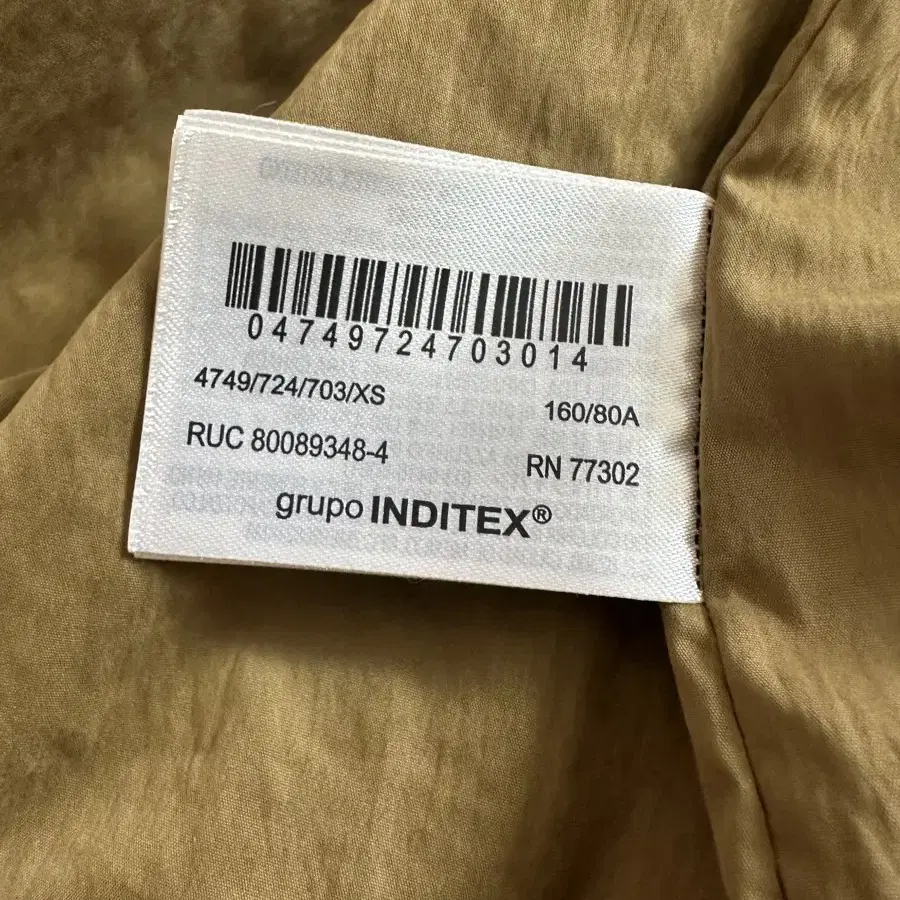 04749724703014
4749/724/703/XS
160/80A
RUC 80089348-4
RN 77302
grupo INDITEX®